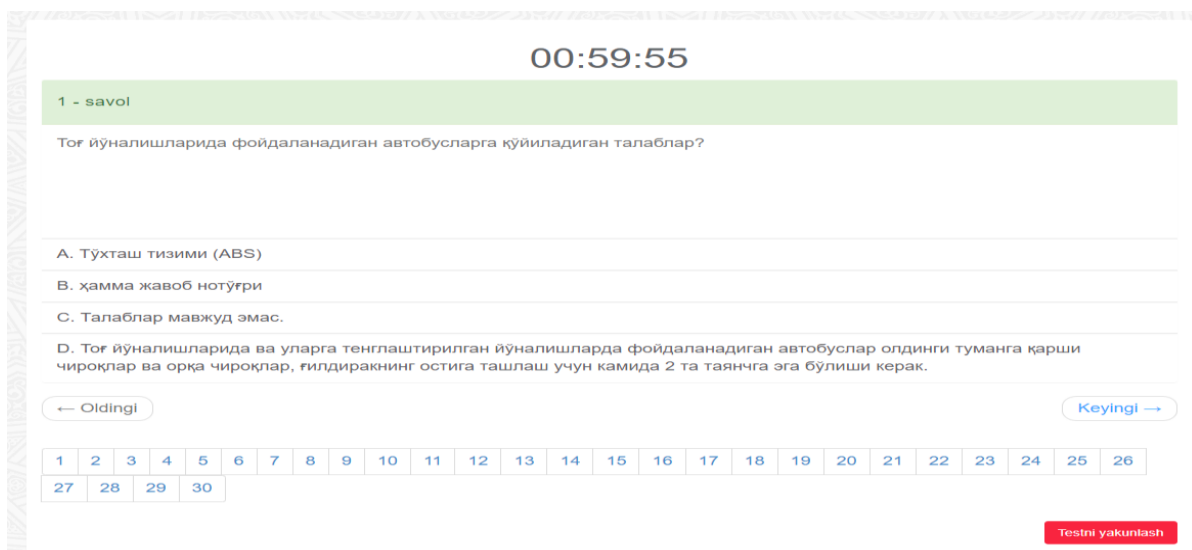 00:59:55
1 - savol
Тоғ йўналишларида фойдаланадиган автобусларга қўйиладиган талаблар?
A. Тўхташ тизими (ABS)
B. ҳамма жавоб нотўғри
C. Талаблар мавжуд эмас.
D. Тоғ йўналишларида ва уларга тенглаштирилган йўналишларда фойдаланадиган автобуслар олдинги туманга қарши
чироқлар ва орқа чироқлар, ғилдиракнинг остига ташлаш учун камида 2 та таянчга эга бўлиши керак.
← Oldingi Keyingi →
1 2 3 4 5 6 7 8 9 10 11 12 13 14 15 16 17 18 19 20 21 22 23 24 25 26
27 28 29 30
Testni yakunlash